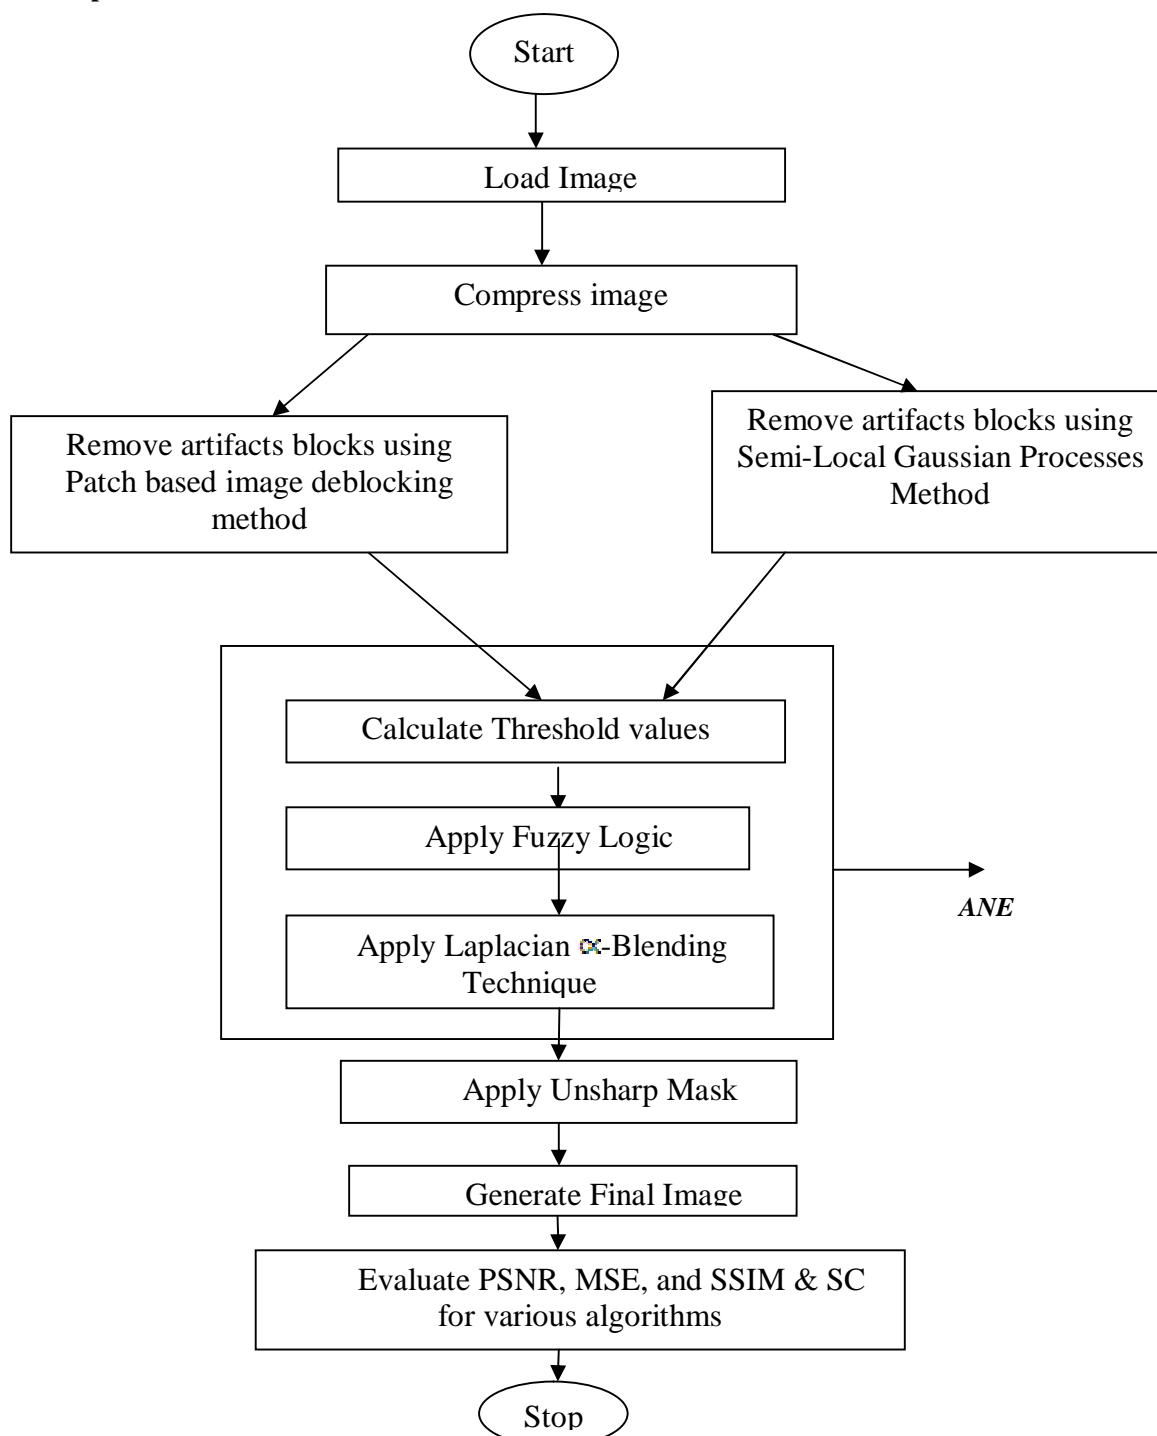 Start
Load Image
Compress image
Remove artifacts blocks using
Patch based image deblocking
method
Remove artifacts blocks using
Semi-Local Gaussian Processes
Method
Calculate Threshold values
Apply Fuzzy Logic
ANE
Apply Laplacian α-Blending
Technique
Apply Unsharp Mask
Generate Final Image
Evaluate PSNR, MSE, and SSIM & SC
for various algorithms
Stop